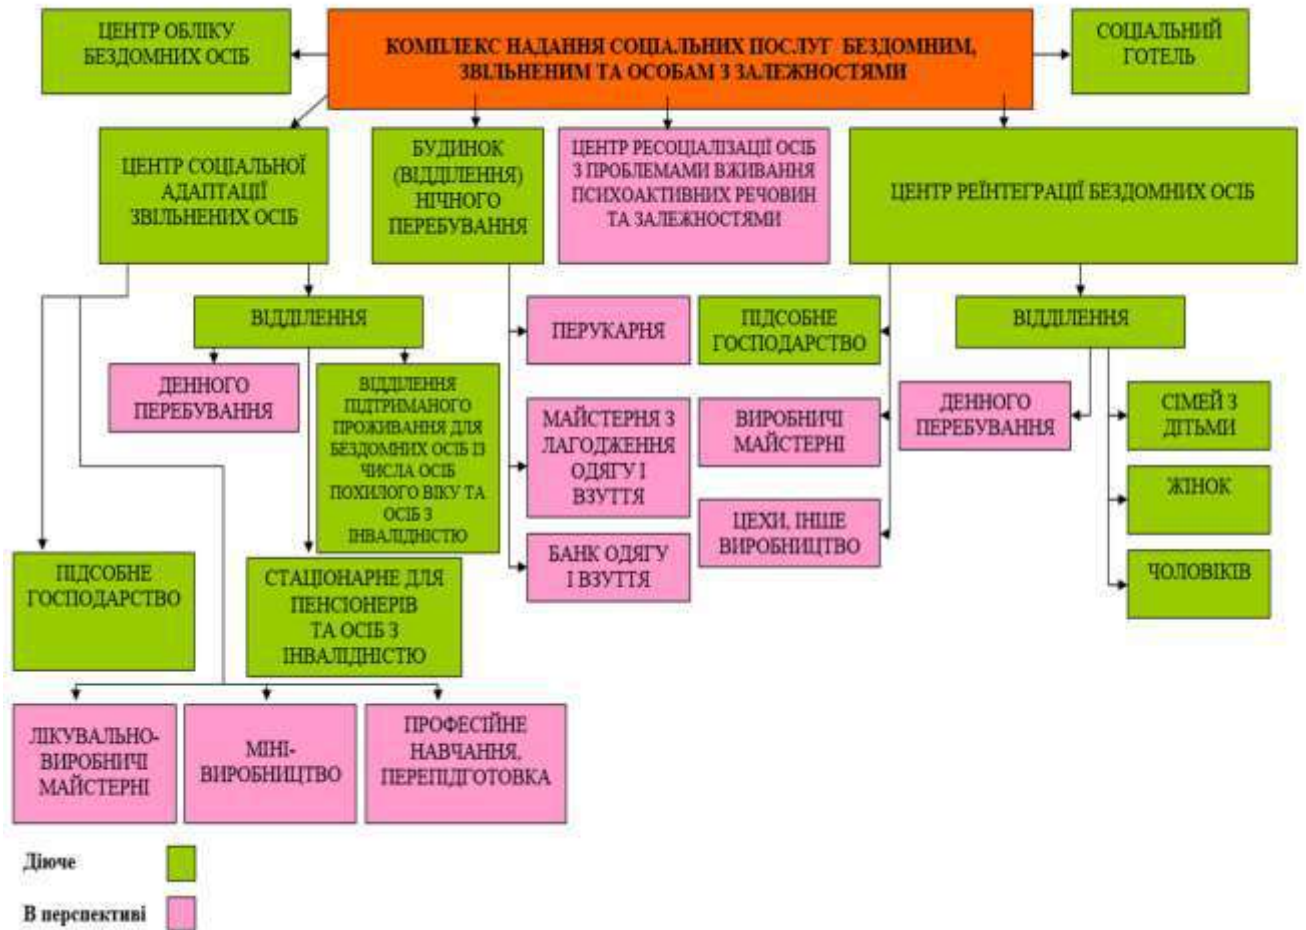 ЦЕНТР ОБЛІКУ
БЕЗДОМНИХ ОСІБ
КОМПЛЕКС НАДАННЯ СОЦІАЛЬНИХ ПОСЛУГ БЕЗДОМНИМ,
ЗВІЛЬНЕНИМ ТА ОСОБАМ З ЗАЛЕЖНОСТЯМИ
СОЦІАЛЬНИЙ
ГОТЕЛЬ
ЦЕНТР СОЦІАЛЬНОЇ
АДАПТАЦІЇ
ЗВІЛЬНЕНИХ ОСІБ
БУДИНОК
(ВІДДІЛЕННЯ)
НІЧНОГО
ПЕРЕБУВАННЯ
ЦЕНТР РЕСОЦІАЛІЗАЦІЇ ОСІБ
З ПРОБЛЕМАМИ ВЖИВАННЯ
ПСИХОАКТИВНИХ РЕЧОВИН
ТА ЗАЛЕЖНОСТЯМИ
ЦЕНТР РЕІНТЕГРАЦІЇ БЕЗДОМНИХ ОСІБ
ВІДДІЛЕННЯ
ПЕРУКАРНЯ
ПІДСОБНЕ
ГОСПОДАРСТВО
ВІДДІЛЕННЯ
ДЕННОГО
ПЕРЕБУВАННЯ
ВІДДІЛЕННЯ
ПІДТРИМАНОГО
ПРОЖИВАННЯ ДЛЯ
БЕЗДОМНИХ ОСІБ ІЗ
ЧИСЛА ОСІБ
ПОХИЛОГО ВІКУ ТА
ОСІБ З
ІНВАЛІДНІСТЮ
МАЙСТЕРНЯ З
ЛАГОДЖЕННЯ
ОДЯГУ І
ВЗУТТЯ
ВИРОБНИЧІ
МАЙСТЕРНІ
ДЕННОГО
ПЕРЕБУВАННЯ
СІМЕЙ З
ДІТЬМИ
ЖІНОК
ЦЕХИ, ІНШЕ
ВИРОБНИЦТВО
БАНК ОДЯГУ
І ВЗУТТЯ
ЧОЛОВІКІВ
ПІДСОБНЕ
ГОСПОДАРСТВО
СТАЦІОНАРНЕ ДЛЯ
ПЕНСІОНЕРІВ
ТА ОСІБ З
ІНВАЛІДНІСТЮ
ЛІКУВАЛЬНО-
ВИРОБНИЧІ
МАЙСТЕРНІ
МІНІ-
ВИРОБНИЦТВО
ПРОФЕСІЙНЕ
НАВЧАННЯ,
ПЕРЕПІДГОТОВКА
Діюче
В перспективі